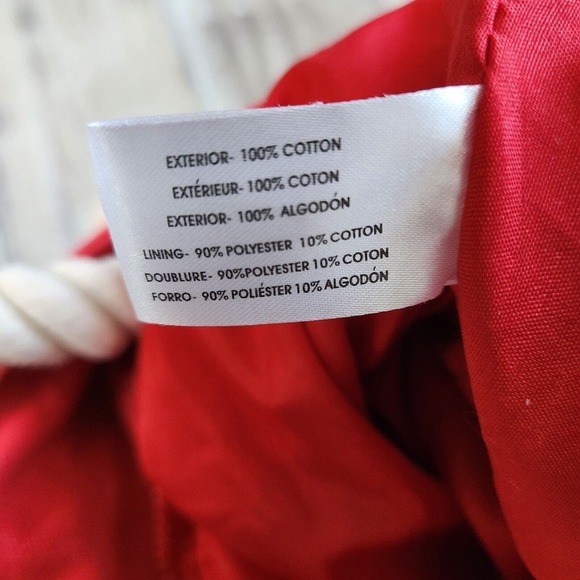 EXTERIOR- 100% COTTON
EXTÉRIEUR- 100% COTON
EXTERIOR- 100% ALGODÓN
LINING- 90% POLYESTER 10% COTTON
DOUBLURE- 90%POLYESTER 10% COTON
FORRO- 90% POLIÉSTER 10% ALGODÓN